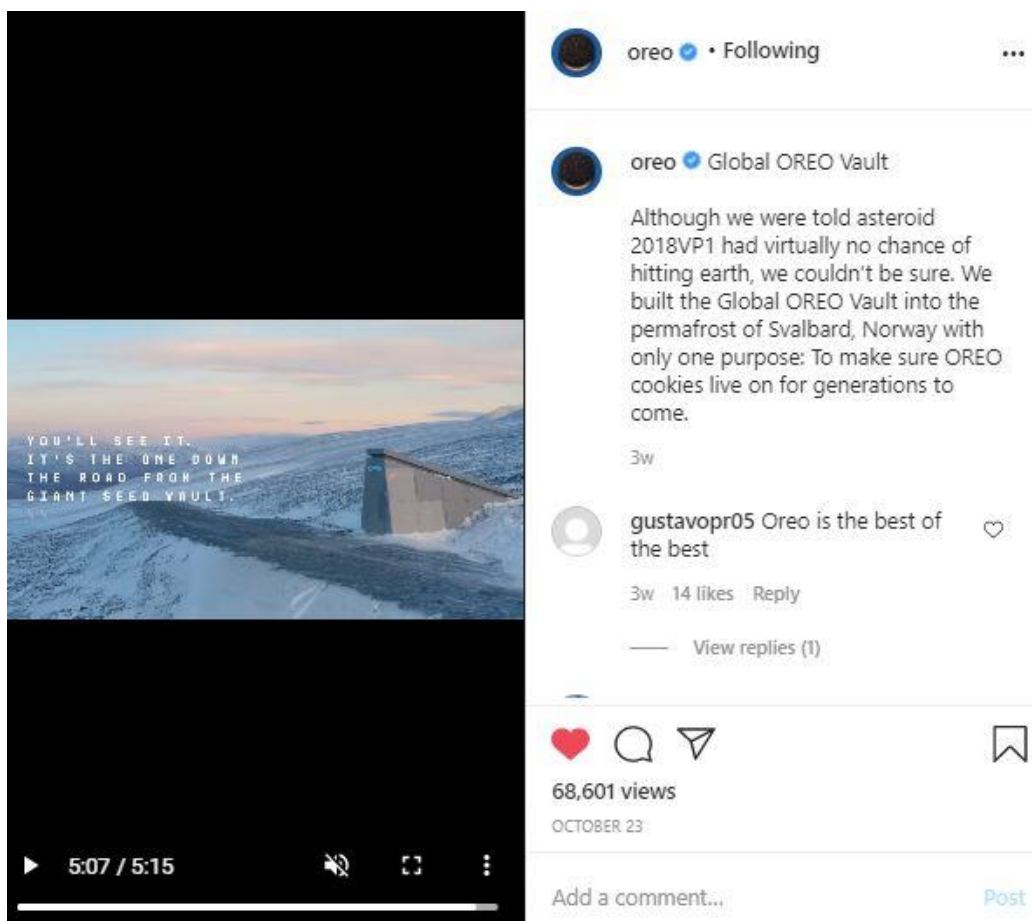 oreo • Following
oreo Global OREO Vault
Although we were told asteroid
2018VP1 had virtually no chance of
hitting earth, we couldn't be sure. We
built the Global OREO Vault into the
permafrost of Svalbard, Norway with
only one purpose: To make sure OREO
cookies live on for generations to
come.
3w
gustavopr05 Oreo is the best of
the best
3w 14 likes Reply
View replies (1)
68,601 views
OCTOBER 23
Add a comment... Post
YOU'LL SEE IT.
IT'S THE ONE DOWN
THE ROAD FROM THE
GIANT SEED VAULT.
OREO
5:07 / 5:15